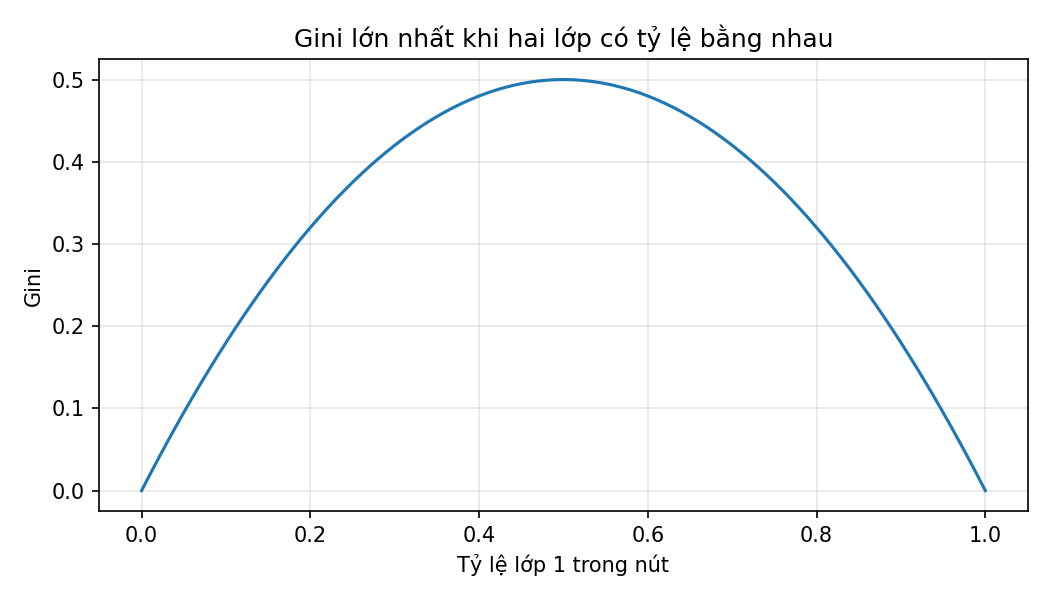 Gini lớn nhất khi hai lớp có tỷ lệ bằng nhau
Gini
0.5
0.4
0.3
0.2
0.1
0.0
0.0 0.2 0.4 0.6 0.8 1.0
Tỷ lệ lớp 1 trong nút